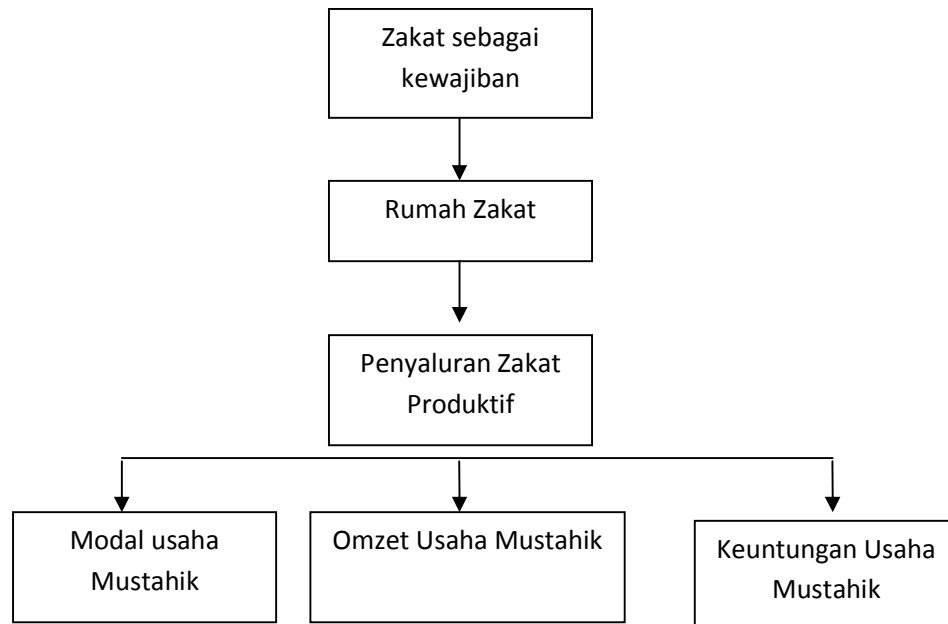 Zakat sebagai
kewajiban
Rumah Zakat
Penyaluran Zakat
Produktif
Modal usaha
Mustahik
Omzet Usaha Mustahik
Keuntungan Usaha
Mustahik